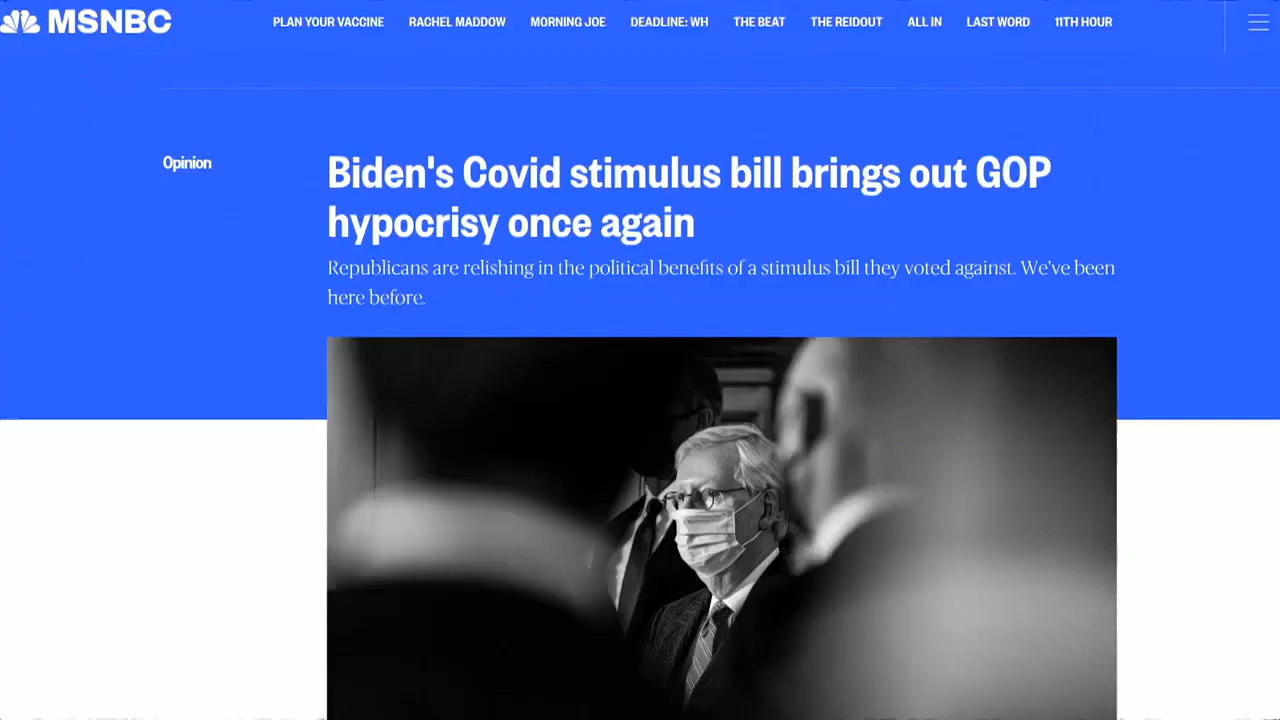 MSNBC
PLAN YOUR VACCINE RACHEL MADDOW MORNING JOE DEADLINE: WH THE BEAT THE REIDOUT ALL IN LAST WORD 11TH HOUR
Opinion
Biden's Covid stimulus bill brings out GOP
hypocrisy once again
Republicans are relishing in the political benefits of a stimulus bill they voted against. We've been
here before.